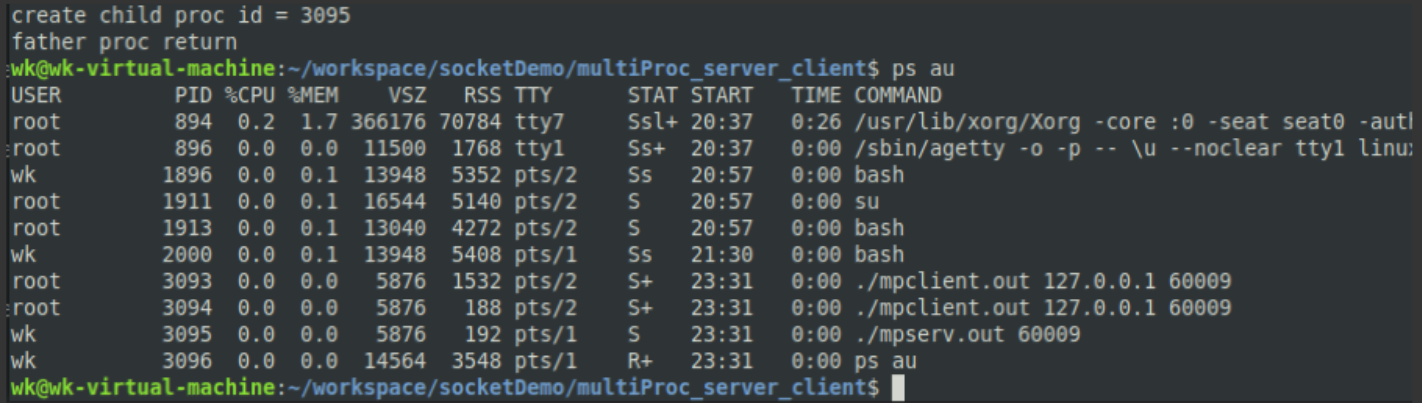 create child proc id = 3095
father proc return
wk@wk-virtual-machine:~/workspace/socketDemo/multiProc_server_client$ ps au
USER       PID %CPU %MEM    VSZ   RSS TTY      STAT START   TIME COMMAND
root       894  0.2  1.7 366176 70784 tty7     Ssl+ 20:37   0:26 /usr/lib/xorg/Xorg -core :0 -seat seat0 -auth
root       896  0.0  0.0  11500  1768 tty1     Ss+  20:37   0:00 /sbin/agetty -o -p -- \u --noclear tty1 linux
wk        1896  0.0  0.1  13948  5352 pts/2    Ss   20:57   0:00 bash
root      1911  0.0  0.1  16544  5140 pts/2    S    20:57   0:00 su
root      1913  0.0  0.1  13040  4272 pts/2    S    20:57   0:00 bash
wk        2000  0.0  0.1  13948  5408 pts/1    Ss   21:30   0:00 bash
root      3093  0.0  0.0   5876  1532 pts/2    S+   23:31   0:00 ./mpclient.out 127.0.0.1 60009
root      3094  0.0  0.0   5876   188 pts/2    S+   23:31   0:00 ./mpclient.out 127.0.0.1 60009
wk        3095  0.0  0.0   5876   192 pts/1    S    23:31   0:00 ./mpserv.out 60009
wk        3096  0.0  0.0  14564  3548 pts/1    R+   23:31   0:00 ps au
wk@wk-virtual-machine:~/workspace/socketDemo/multiProc_server_client$